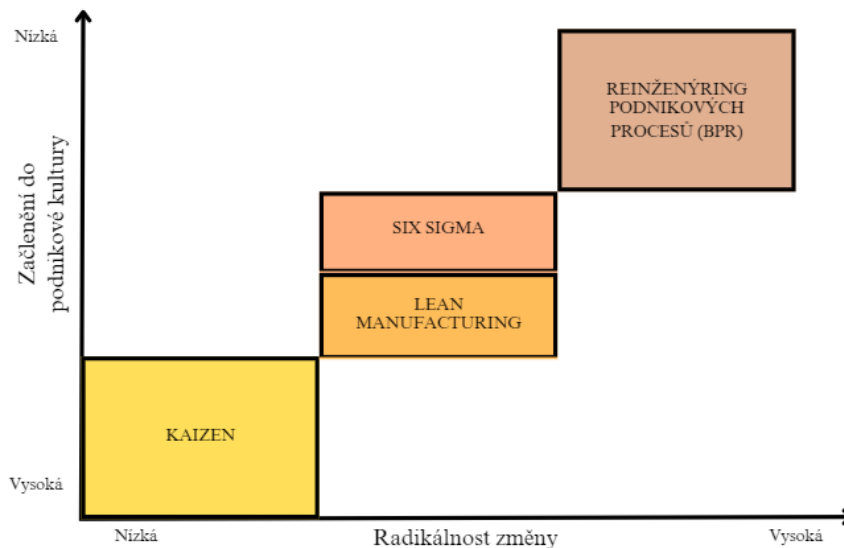 Nízká
REINŽENÝRING
PODNIKOVÝCH
PROCESŮ (BPR)
Začlenění do
podnikové kultury
SIX SIGMA
LEAN
MANUFACTURING
KAIZEN
Vysoká
Nízká
Radikálnost změny
Vysoká